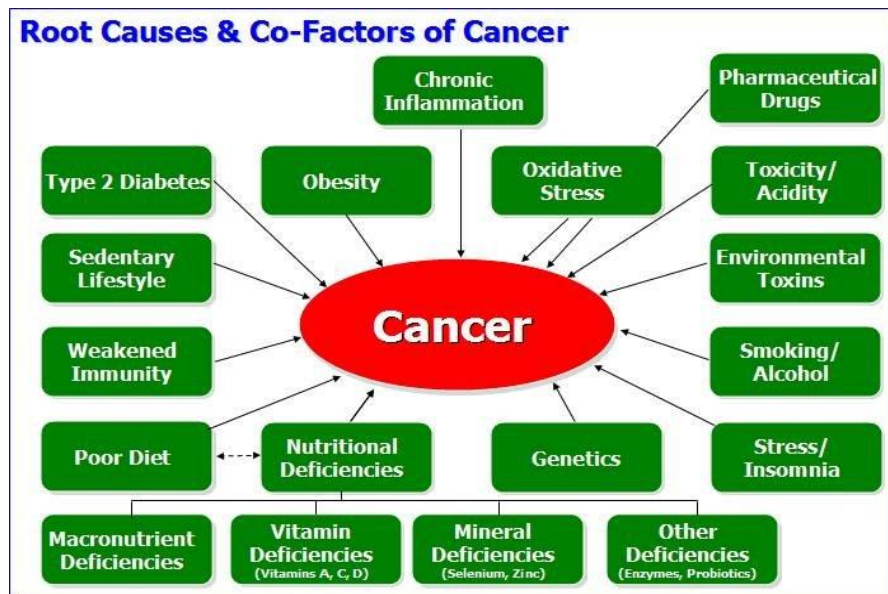 Root Causes & Co-Factors of Cancer
Chronic
Inflammation
Pharmaceutical
Drugs
Type 2 Diabetes
Obesity
Oxidative
Stress
Toxicity/
Acidity
Sedentary
Lifestyle
Environmental
Toxins
Cancer
Weakened
Immunity
Smoking/
Alcohol
Poor Diet
Nutritional
Deficiencies
Genetics
Stress/
Insomnia
Macronutrient
Deficiencies
Vitamin
Deficiencies
(Vitamins A, C, D)
Mineral
Deficiencies
(Selenium, Zinc)
Other
Deficiencies
(Enzymes, Probiotics)